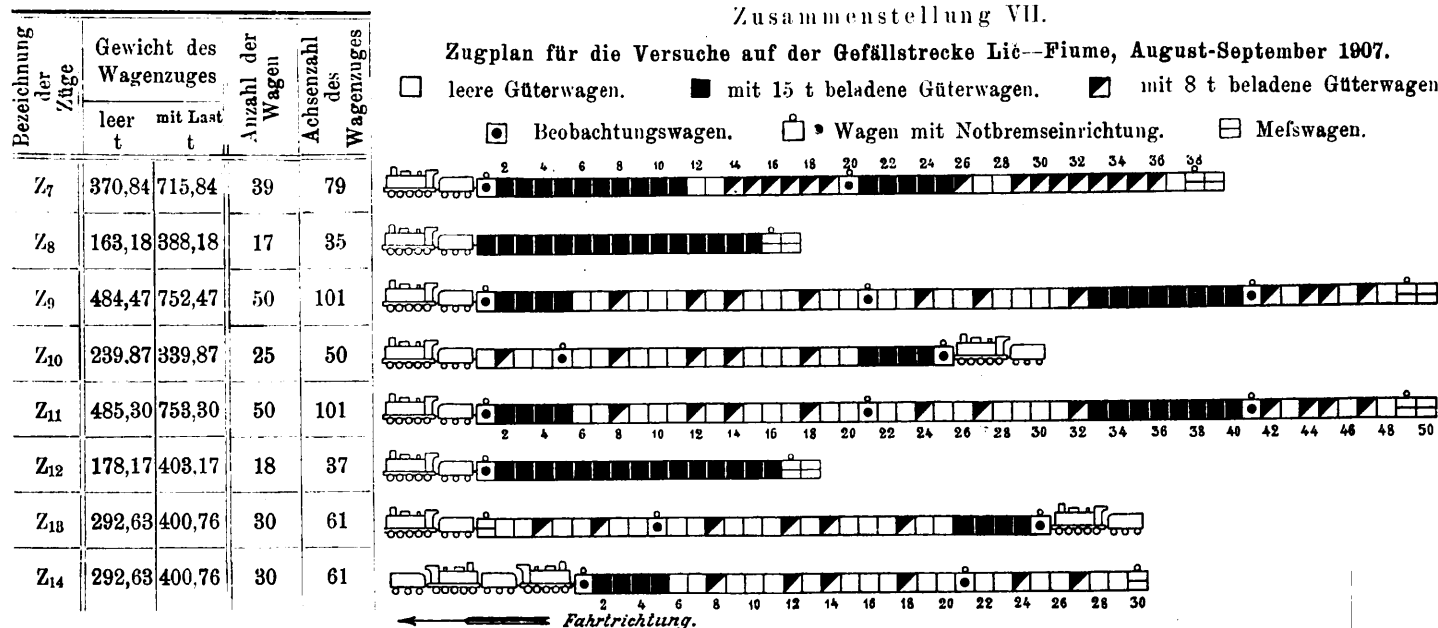 Zusammenstellung VII.
Zugplan für die Versuche auf der Gefällstrecke Lić--Fiume, August-September 1907.
leere Güterwagen. mit 15 t beladene Güterwagen. mit 8 t beladene Güterwagen
Beobachtungswagen. Wagen mit Notbremseinrichtung. Meſswagen.
Bezeichnung der Züge
Gewicht des Wagenzuges
leer t
mit Last t
Anzahl der Wagen
Achsenzahl des Wagenzuges
2 4 6 8 10 12 14 16 18 20 22 24 26 28 30 32 34 36 38
Z7 370,84 715,84 39 79
Z8 163,18 388,18 17 35
Z9 484,47 752,47 50 101
Z10 239,87 339,87 25 50
Z11 485,30 753,30 50 101
2 4 6 8 10 12 14 16 18 20 22 24 26 28 30 32 34 36 38 40 42 44 46 48 50
Z12 178,17 403,17 18 37
Z13 292,63 400,76 30 61
Z14 292,63 400,76 30 61
2 4 6 8 10 12 14 16 18 20 22 24 26 28 30
Fahrtrichtung.